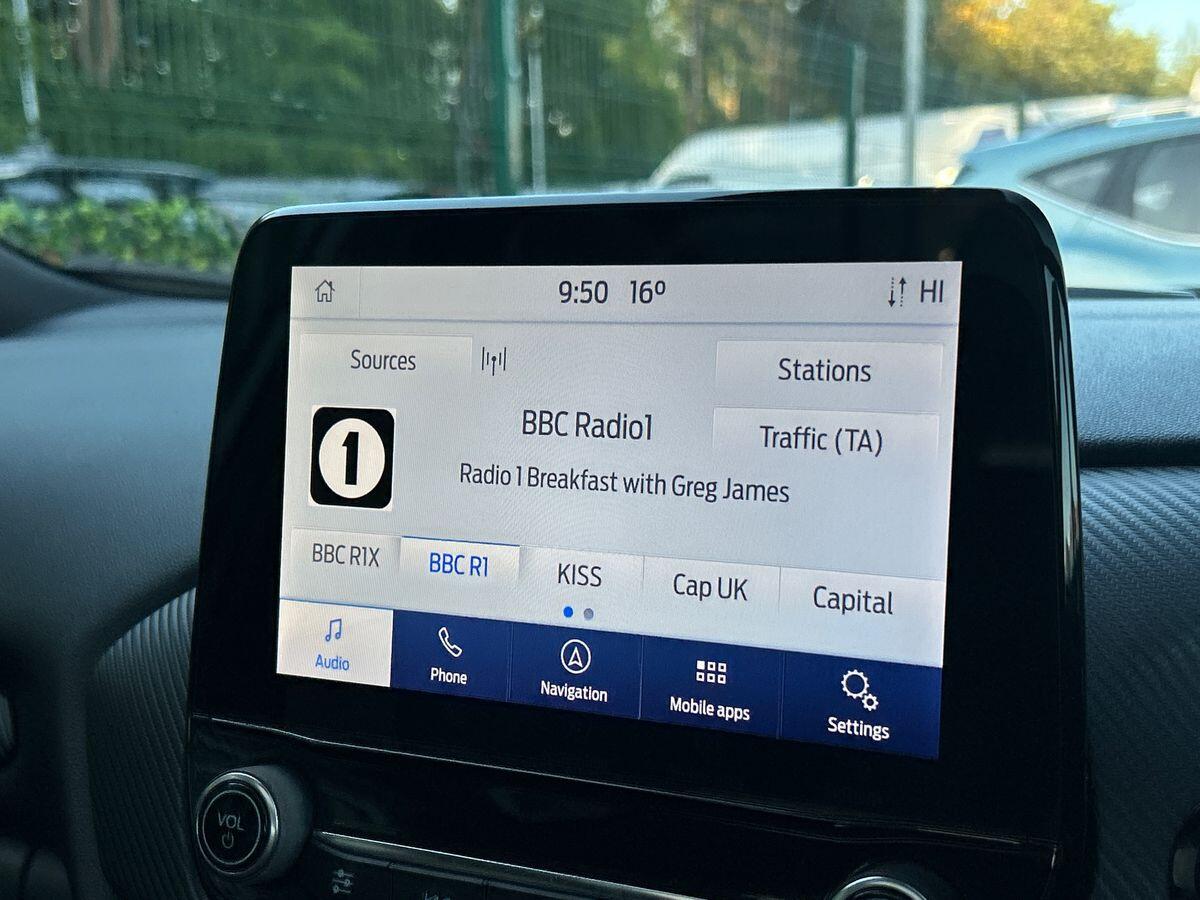 9:50 16º HI
Sources
Stations
BBC Radio1
Traffic (TA)
1
Radio 1 Breakfast with Greg James
BBC R1X BBC R1 KISS Cap UK Capital
Audio Phone Navigation Mobile apps Settings
VOL